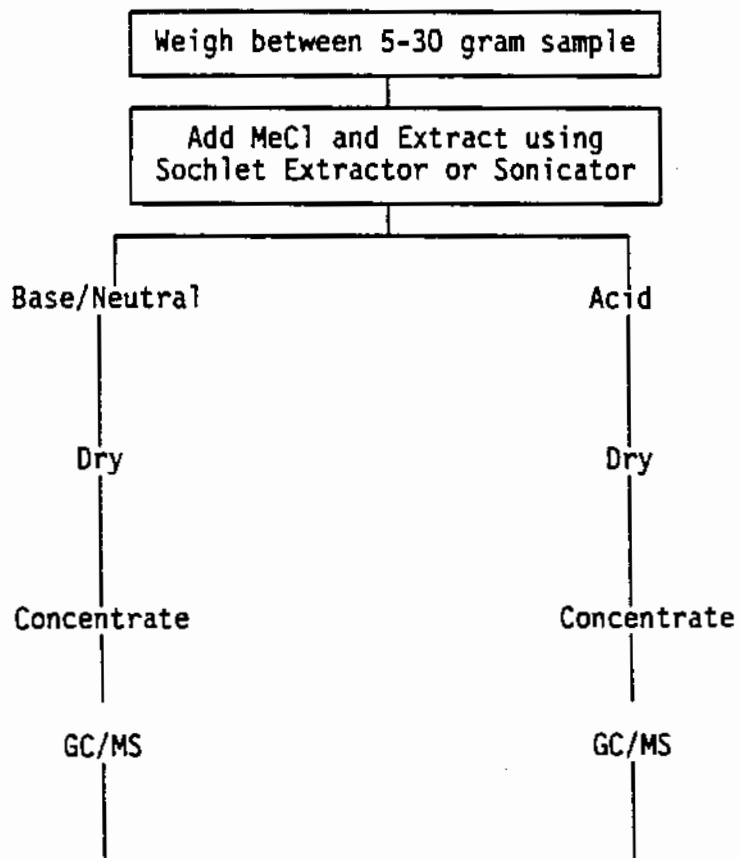 Weigh between 5-30 gram sample
Add MeCl and Extract using
Sochlet Extractor or Sonicator
Base/Neutral Acid
Dry Dry
Concentrate Concentrate
GC/MS GC/MS